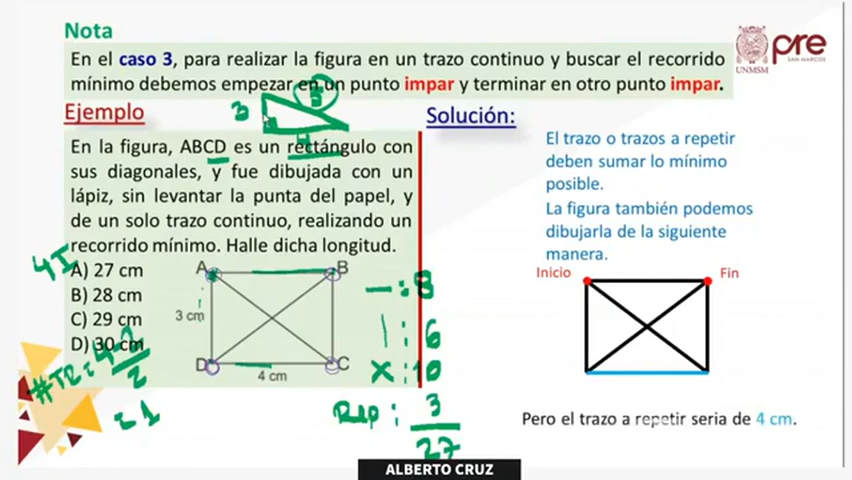 Nota
En el caso 3, para realizar la figura en un trazo continuo y buscar el recorrido
mínimo debemos empezar en un punto impar y terminar en otro punto impar.
UNMSM
pre
SAN MARCOS
Ejemplo
3
5
4
En la figura, ABCD es un rectángulo con
sus diagonales, y fue dibujada con un
lápiz, sin levantar la punta del papel, y
de un solo trazo continuo, realizando un
recorrido mínimo. Halle dicha longitud.
4I
A) 27 cm
B) 28 cm
C) 29 cm
D) 30 cm
#TR = 4-2
2
= 1
A
B
3 cm
D
C
4 cm
— : 8
| : 6
X : 10
Rep : 3
27
Solución:
El trazo o trazos a repetir
deben sumar lo mínimo
posible.
La figura también podemos
dibujarla de la siguiente
manera.
Inicio
Fin
Pero el trazo a repetir seria de 4 cm.
ALBERTO CRUZ